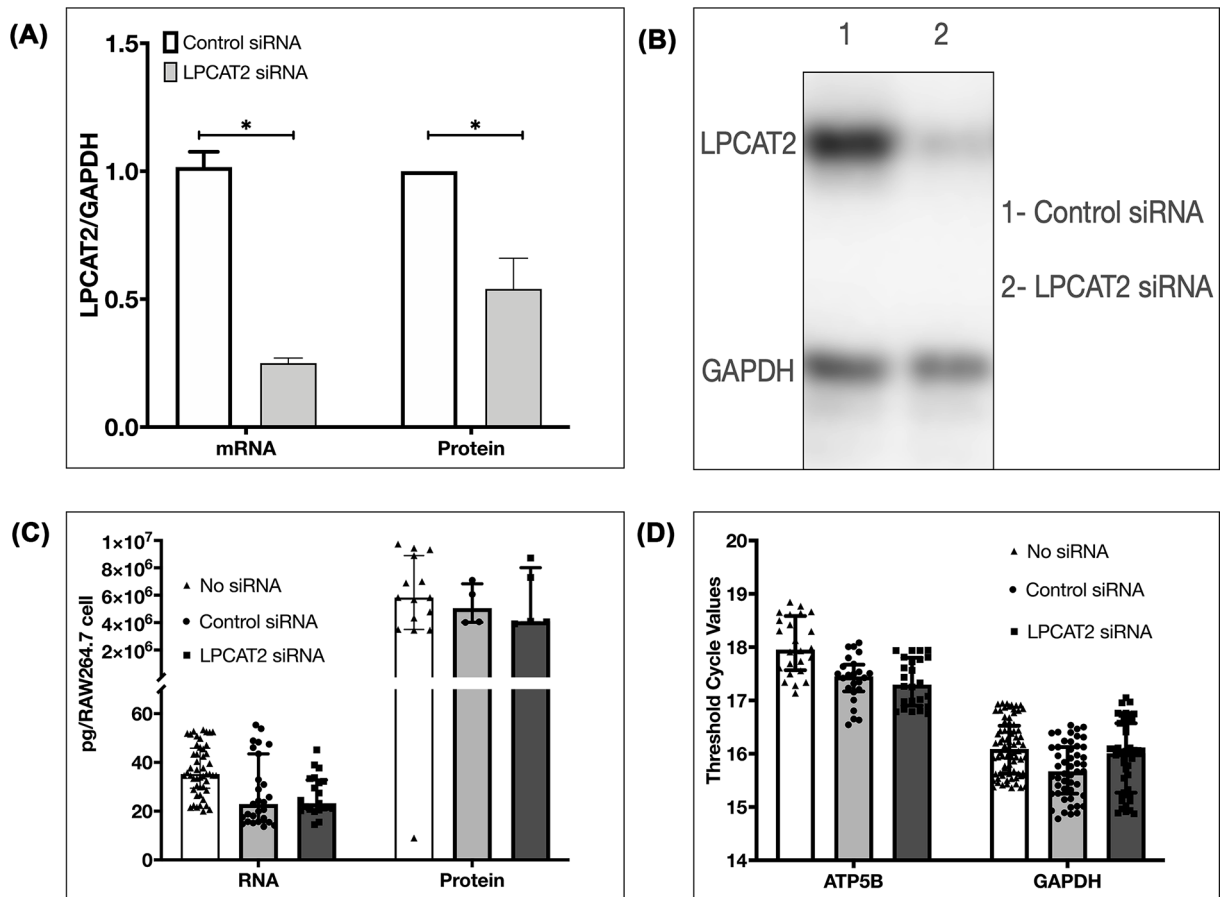 (A)
1.5
1.0
0.5
0.0
LPCAT2/GAPDH
Control siRNA
LPCAT2 siRNA
*
*
mRNA
Protein
(B)
1
2
LPCAT2
GAPDH
1- Control siRNA
2- LPCAT2 siRNA
(C)
pg/RAW264.7 cell
1×10⁷
8×10⁶
6×10⁶
4×10⁶
2×10⁶
60
40
20
0
No siRNA
Control siRNA
LPCAT2 siRNA
RNA
Protein
(D)
Threshold Cycle Values
20
19
18
17
16
15
14
No siRNA
Control siRNA
LPCAT2 siRNA
ATP5B
GAPDH